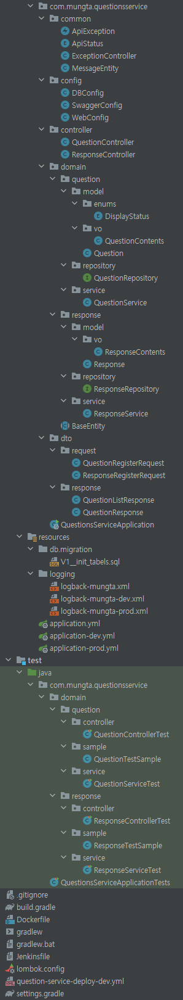 com.mungta.questionsservice
common
ApiException
ApiStatus
ExceptionController
MessageEntity
config
DBConfig
SwaggerConfig
WebConfig
controller
QuestionController
ResponseController
domain
question
model
enums
DisplayStatus
vo
QuestionContents
Question
repository
QuestionRepository
service
QuestionService
response
model
vo
ResponseContents
Response
repository
ResponseRepository
service
ResponseService
BaseEntity
dto
request
QuestionRegisterRequest
ResponseRegisterRequest
response
QuestionListResponse
QuestionResponse
QuestionsServiceApplication
resources
db.migration
V1__init_tabels.sql
logging
logback-mungta.xml
logback-mungta-dev.xml
logback-mungta-prod.xml
application.yml
application-dev.yml
application-prod.yml
test
java
com.mungta.questionsservice
domain
question
controller
QuestionControllerTest
sample
QuestionTestSample
service
QuestionServiceTest
response
controller
ResponseControllerTest
sample
ResponseTestSample
service
ResponseServiceTest
QuestionsServiceApplicationTests
.gitignore
build.gradle
Dockerfile
gradlew
gradlew.bat
Jenkinsfile
lombok.config
question-service-deploy-dev.yml
settings.gradle